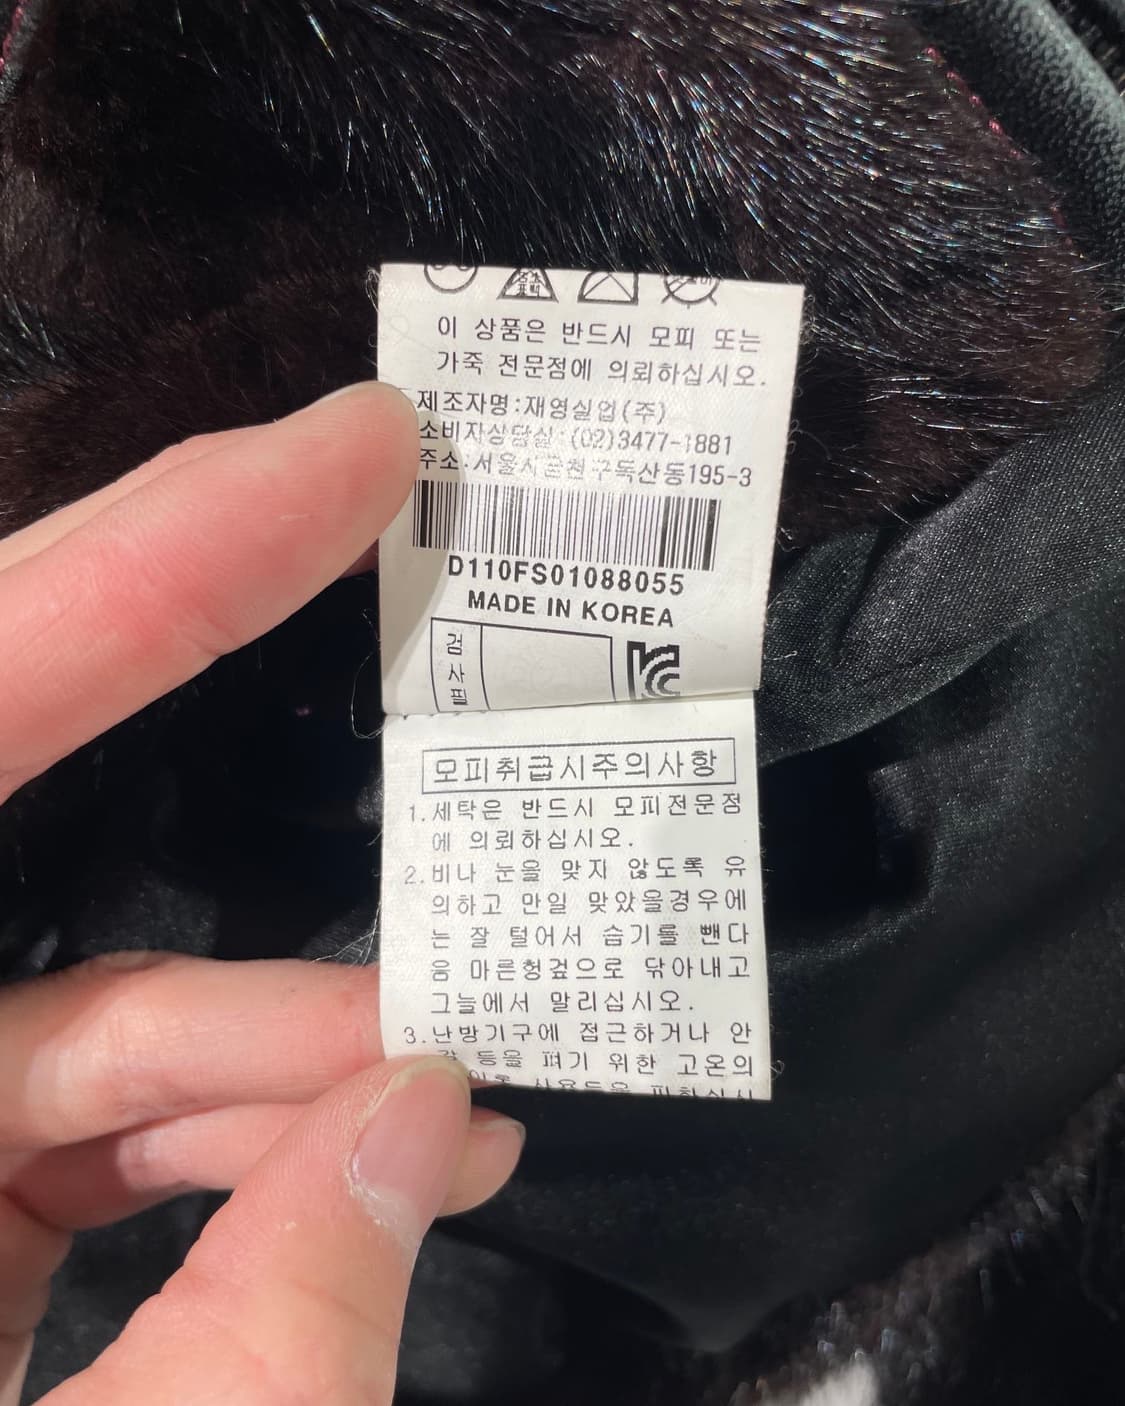 이 상품은 반드시 모피 또는
가죽 전문점에 의뢰하십시오.
제조자명:재영실업(주)
소비자상담실:(02)3477-1881
주소:서울시금천구독산동195-3
D110FS01088055
MADE IN KOREA
검사필
모피취급시주의사항
1.세탁은 반드시 모피전문점
에 의뢰하십시오.
2.비나 눈을 맞지 않도록 유
의하고 만일 맞았을경우에
는 잘 털어서 습기를 뺀다
음 마른헝겊으로 닦아내고
그늘에서 말리십시오.
3.난방기구에 접근하거나 안
등을 펴기 위한 고온의